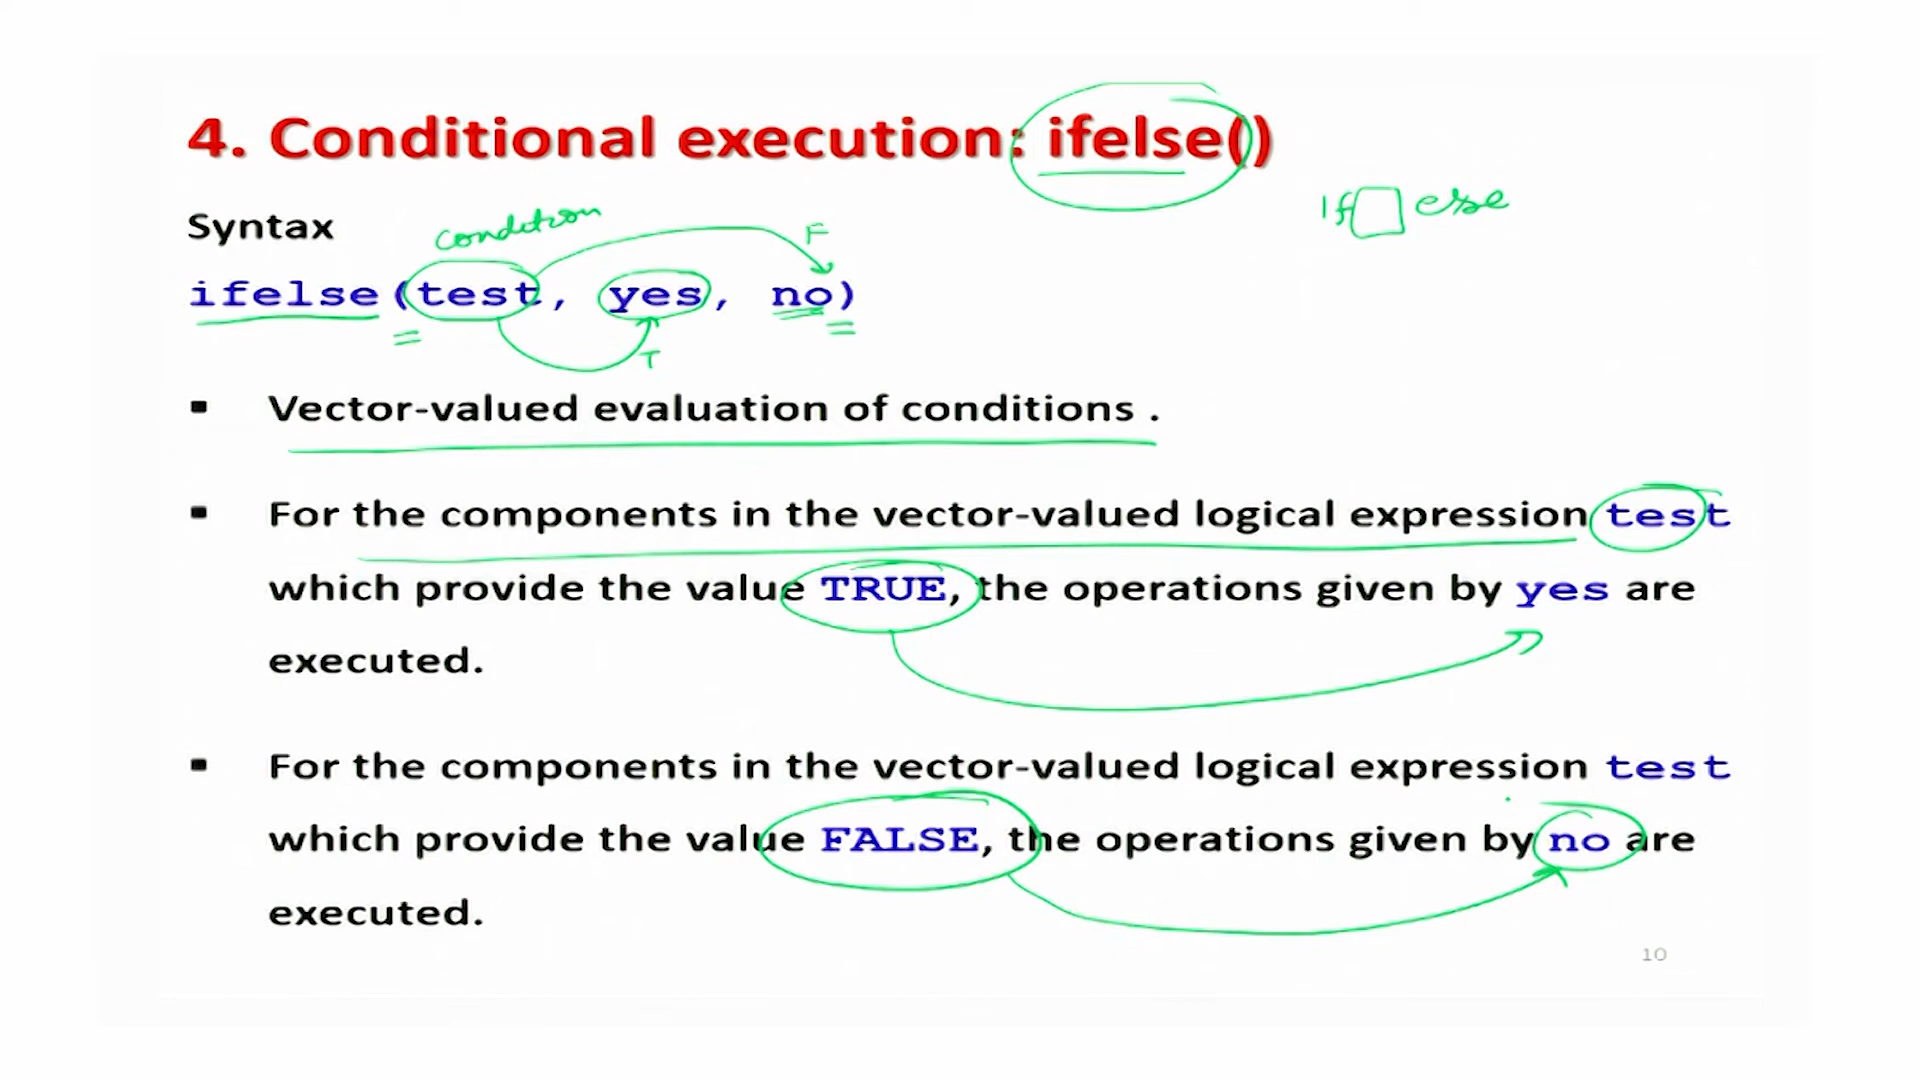 4. Conditional execution: ifelse()
If else
Syntax
condition
F
ifelse(test, yes, no)
T
▪ Vector-valued evaluation of conditions .
▪ For the components in the vector-valued logical expression test
which provide the value TRUE, the operations given by yes are
executed.
▪ For the components in the vector-valued logical expression test
which provide the value FALSE, the operations given by no are
executed.
10